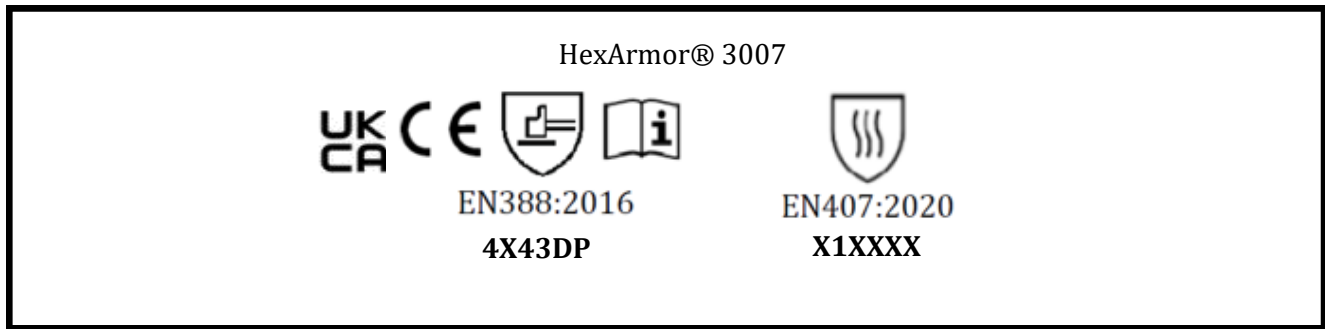 HexArmor® 3007
UK
CA
CE
i
EN388:2016
EN407:2020
4X43DP
X1XXXX